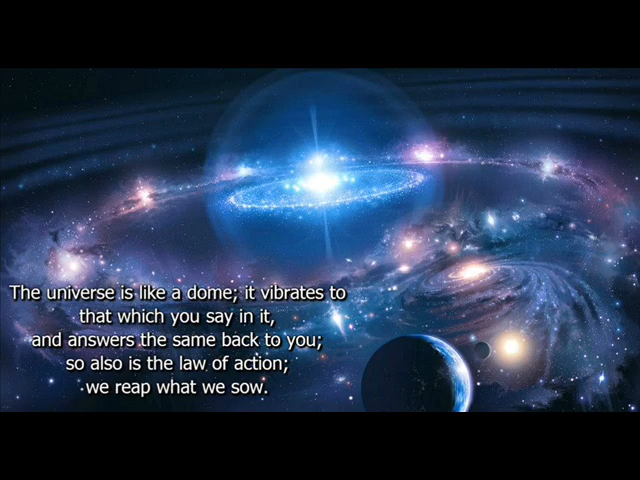 The universe is like a dome; it vibrates to
that which you say in it,
and answers the same back to you;
so also is the law of action;
we reap what we sow.